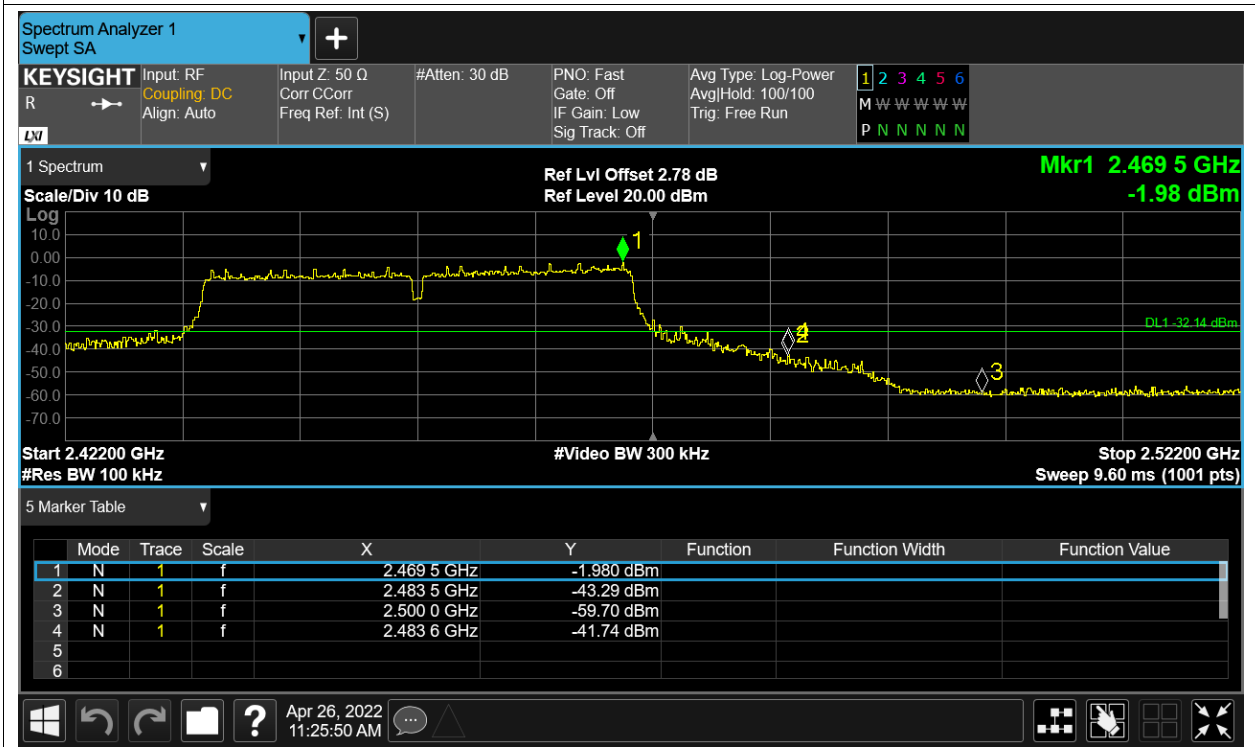 Spectrum Analyzer 1
Swept SA
+
KEYSIGHT
R
LXI
Input: RF
Coupling: DC
Align: Auto
Input Z: 50 Ω
Corr CCorr
Freq Ref: Int (S)
#Atten: 30 dB
PNO: Fast
Gate: Off
IF Gain: Low
Sig Track: Off
Avg Type: Log-Power
Avg|Hold: 100/100
Trig: Free Run
1 2 3 4 5 6
M W W W W W
P N N N N N
1 Spectrum
Scale/Div 10 dB
Ref Lvl Offset 2.78 dB
Ref Level 20.00 dBm
Mkr1 2.469 5 GHz
-1.98 dBm
Log
10.0
0.00
-10.0
-20.0
-30.0
-40.0
-50.0
-60.0
-70.0
1
2
3
4
DL1 -32.14 dBm
Start 2.42200 GHz
#Video BW 300 kHz
Stop 2.52200 GHz
#Res BW 100 kHz
Sweep 9.60 ms (1001 pts)
5 Marker Table
Mode Trace Scale X Y Function Function Width Function Value
1 N 1 f 2.469 5 GHz -1.980 dBm
2 N 1 f 2.483 5 GHz -43.29 dBm
3 N 1 f 2.500 0 GHz -59.70 dBm
4 N 1 f 2.483 6 GHz -41.74 dBm
5
6
?
Apr 26, 2022
11:25:50 AM